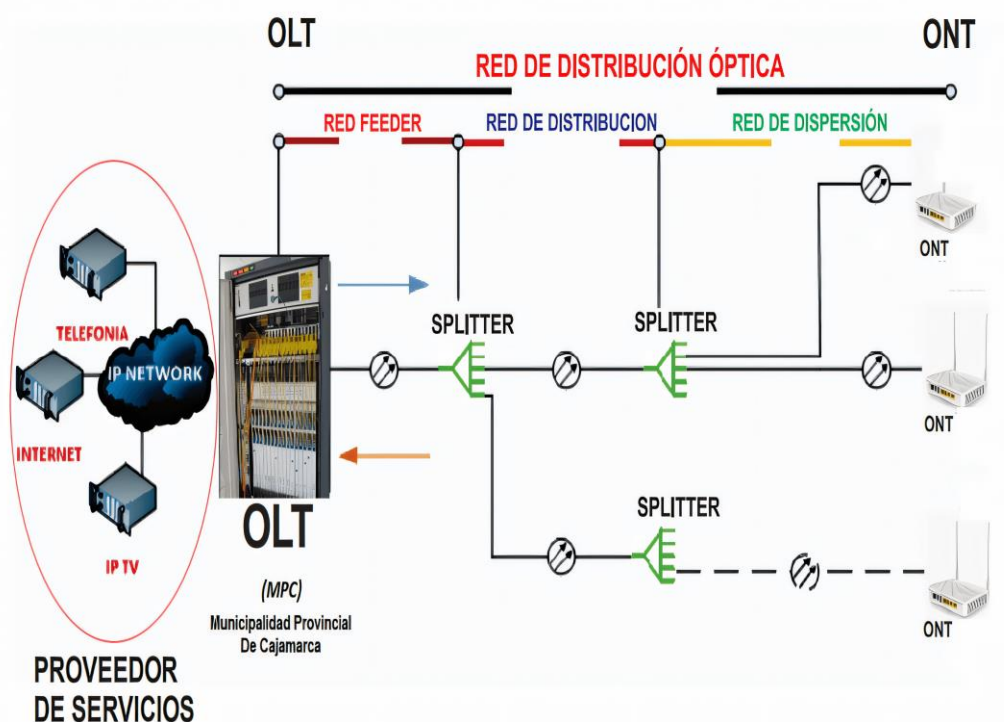 OLT
ONT
RED DE DISTRIBUCIÓN ÓPTICA
RED FEEDER
RED DE DISTRIBUCION
RED DE DISPERSIÓN
ONT
TELEFONIA
SPLITTER
SPLITTER
IP NETWORK
INTERNET
ONT
SPLITTER
OLT
IP TV
(MPC)
Municipalidad Provincial
De Cajamarca
ONT
PROVEEDOR
DE SERVICIOS